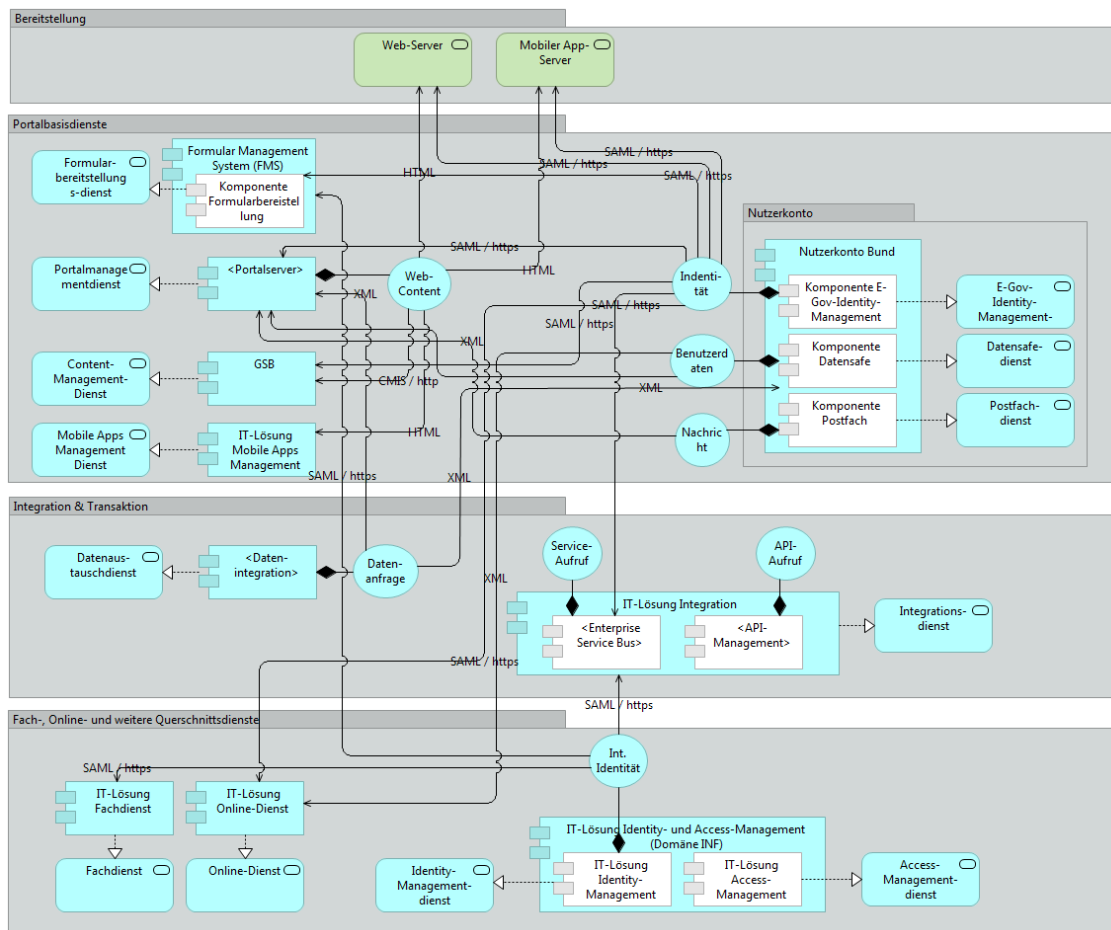 Bereitstellung
Web-Server
Mobiler App-
Server
Portalbasisdienste
Formular-
bereitstellung
s-dienst
Formular Management
System (FMS)
Komponente
Formularbereistel
lung
SAML / https
SAML / https
SAML / https
HTML
Nutzerkonto
Nutzerkonto Bund
SAML / https
Portalmanage
mentdienst
<Portalserver>
Web-
Content
HTML
Indenti-
tät
Komponente E-
Gov-Identity-
Management
E-Gov-
Identity-
Management-
XML
SAML / https
SAML / https
XML
Content-
Management-
Dienst
GSB
CMIS / http
Benutzerd
aten
Komponente
Datensafe
Datensafe-
dienst
XML
Mobile Apps
Management
Dienst
IT-Lösung
Mobile Apps
Management
HTML
Nachric
ht
Komponente
Postfach
Postfach-
dienst
SAML / https
XML
Integration & Transaktion
Datenaus-
tauschdienst
<Daten-
integration>
Daten-
anfrage
Service-
Aufruf
API-
Aufruf
XML
IT-Lösung Integration
<Enterprise
Service Bus>
<API-
Management>
Integrations-
dienst
SAML / https
SAML / https
Fach-, Online- und weitere Querschnittsdienste
Int.
Identität
SAML / https
IT-Lösung
Fachdienst
IT-Lösung
Online-Dienst
Fachdienst
Online-Dienst
IT-Lösung Identity- und Access-Management
(Domäne INF)
Identity-
Management-
dienst
IT-Lösung
Identity-
Management
IT-Lösung
Access-
Management
Access-
Management-
dienst